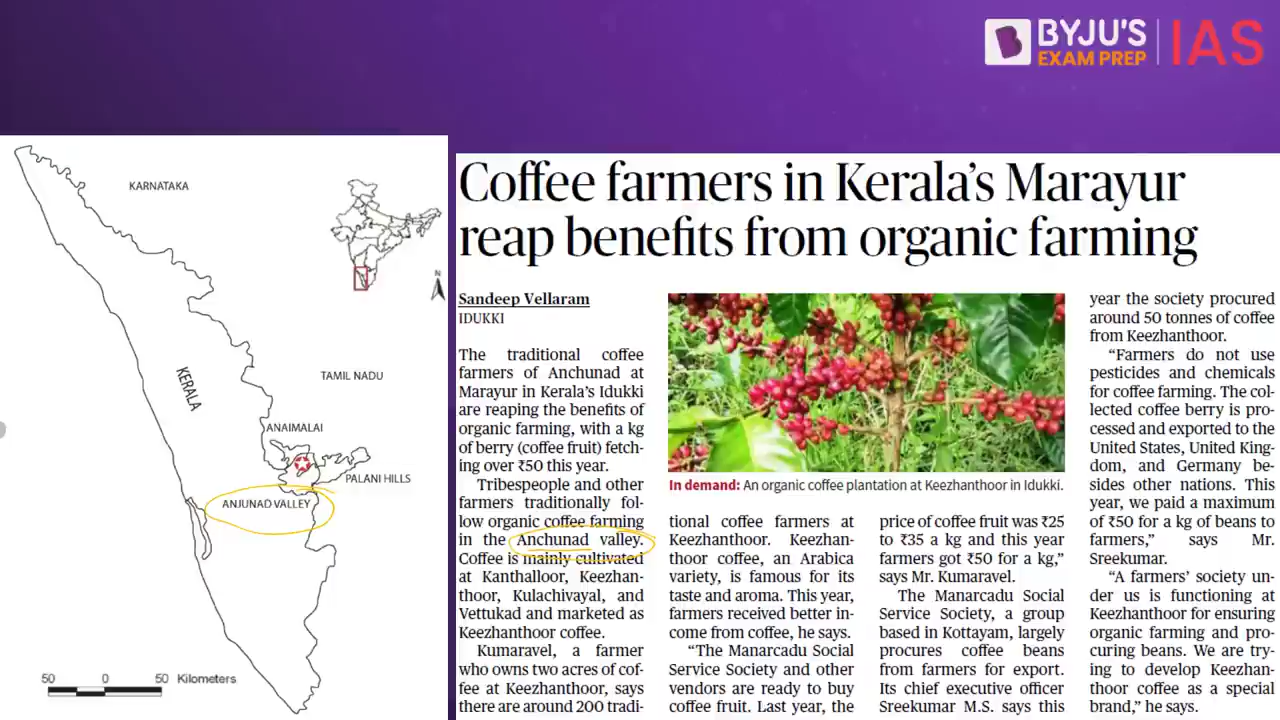 BYJU'S
EXAM PREP
IAS
KARNATAKA
N
KERALA
TAMIL NADU
ANAIMALAI
PALANI HILLS
ANJUNAD VALLEY
50 0 50 Kilometers
Coffee farmers in Kerala's Marayur
reap benefits from organic farming
Sandeep Vellaram
IDUKKI
The traditional coffee
farmers of Anchunad at
Marayur in Kerala's Idukki
are reaping the benefits of
organic farming, with a kg
of berry (coffee fruit) fetch-
ing over ₹50 this year.
Tribespeople and other
farmers traditionally fol-
low organic coffee farming
in the Anchunad valley.
Coffee is mainly cultivated
at Kanthalloor, Keezhan-
thoor, Kulachivayal, and
Vettukad and marketed as
Keezhanthoor coffee.
Kumaravel, a farmer
who owns two acres of cof-
fee at Keezhanthoor, says
there are around 200 tradi-
In demand: An organic coffee plantation at Keezhanthoor in Idukki.
tional coffee farmers at
Keezhanthoor. Keezhan-
thoor coffee, an Arabica
variety, is famous for its
taste and aroma. This year,
farmers received better in-
come from coffee, he says.
"The Manarcadu Social
Service Society and other
vendors are ready to buy
coffee fruit. Last year, the
price of coffee fruit was ₹25
to ₹35 a kg and this year
farmers got ₹50 for a kg,"
says Mr. Kumaravel.
The Manarcadu Social
Service Society, a group
based in Kottayam, largely
procures coffee beans
from farmers for export.
Its chief executive officer
Sreekumar M.S. says this
year the society procured
around 50 tonnes of coffee
from Keezhanthoor.
"Farmers do not use
pesticides and chemicals
for coffee farming. The col-
lected coffee berry is pro-
cessed and exported to the
United States, United King-
dom, and Germany be-
sides other nations. This
year, we paid a maximum
of ₹50 for a kg of beans to
farmers," says Mr.
Sreekumar.
"A farmers' society un-
der us is functioning at
Keezhanthoor for ensuring
organic farming and pro-
curing beans. We are try-
ing to develop Keezhan-
thoor coffee as a special
brand," he says.